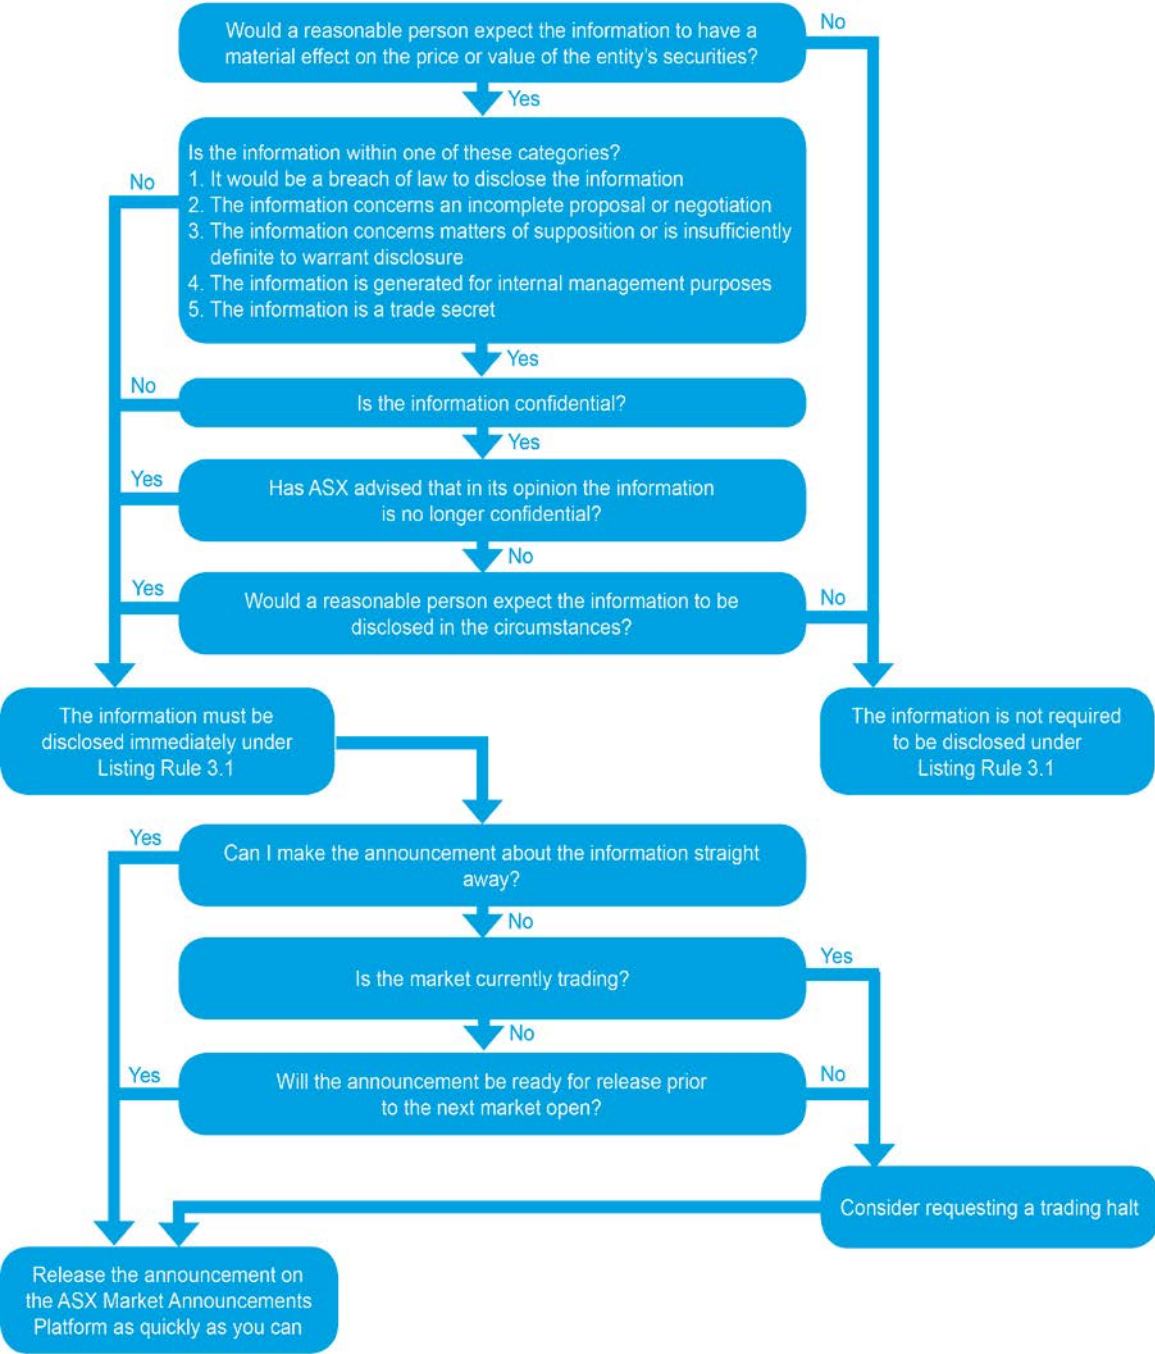 Would a reasonable person expect the information to have a
material effect on the price or value of the entity's securities?
No
Yes
Is the information within one of these categories?
1. It would be a breach of law to disclose the information
2. The information concerns an incomplete proposal or negotiation
3. The information concerns matters of supposition or is insufficiently
definite to warrant disclosure
4. The information is generated for internal management purposes
5. The information is a trade secret
No
Yes
No
Is the information confidential?
Yes
Yes
Has ASX advised that in its opinion the information
is no longer confidential?
No
Yes
Would a reasonable person expect the information to be
disclosed in the circumstances?
No
The information must be
disclosed immediately under
Listing Rule 3.1
The information is not required
to be disclosed under
Listing Rule 3.1
Yes
Can I make the announcement about the information straight
away?
No
Is the market currently trading?
Yes
No
Yes
Will the announcement be ready for release prior
to the next market open?
No
Consider requesting a trading halt
Release the announcement on
the ASX Market Announcements
Platform as quickly as you can